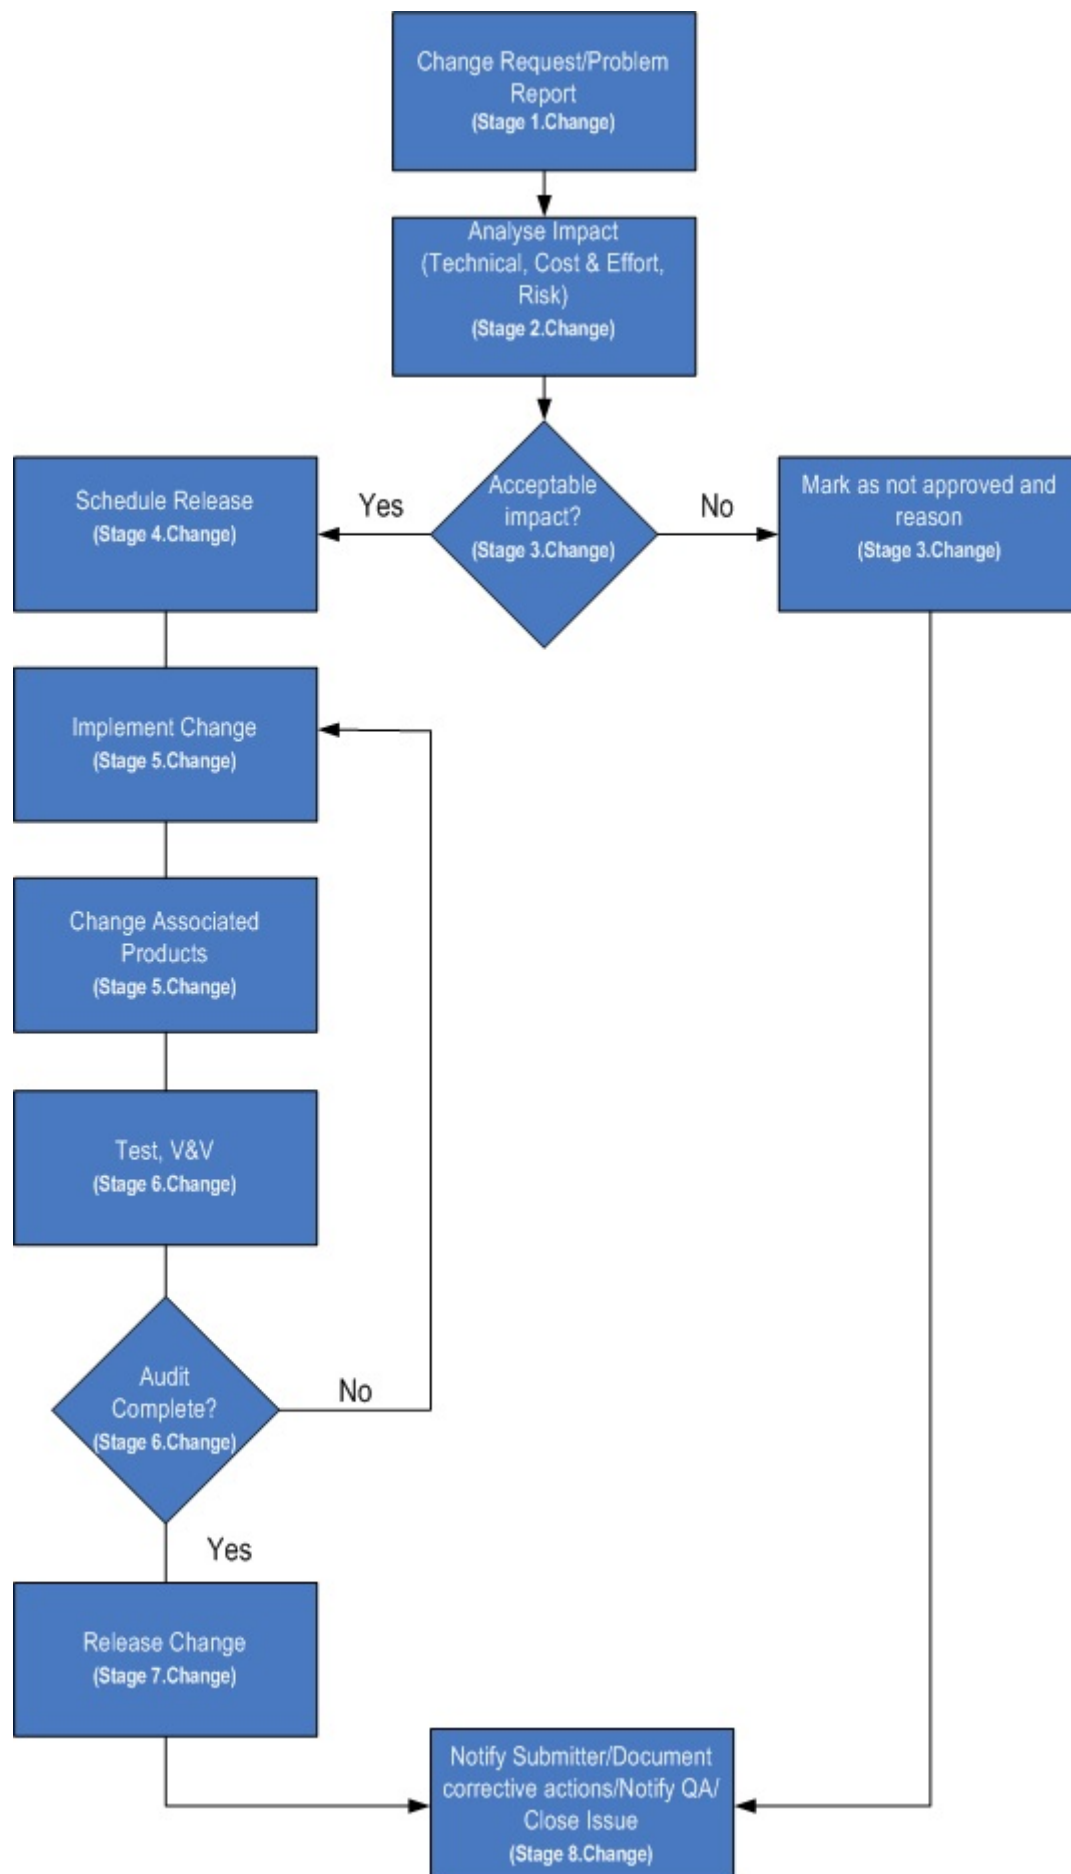 Change Request/Problem
Report
(Stage 1.Change)
Analyse Impact
(Technical, Cost & Effort,
Risk)
(Stage 2.Change)
Acceptable
impact?
(Stage 3.Change)
Yes
No
Schedule Release
(Stage 4.Change)
Mark as not approved and
reason
(Stage 3.Change)
Implement Change
(Stage 5.Change)
Change Associated
Products
(Stage 5.Change)
Test, V&V
(Stage 6.Change)
Audit
Complete?
(Stage 6.Change)
No
Yes
Release Change
(Stage 7.Change)
Notify Submitter/Document
corrective actions/Notify QA/
Close Issue
(Stage 8.Change)